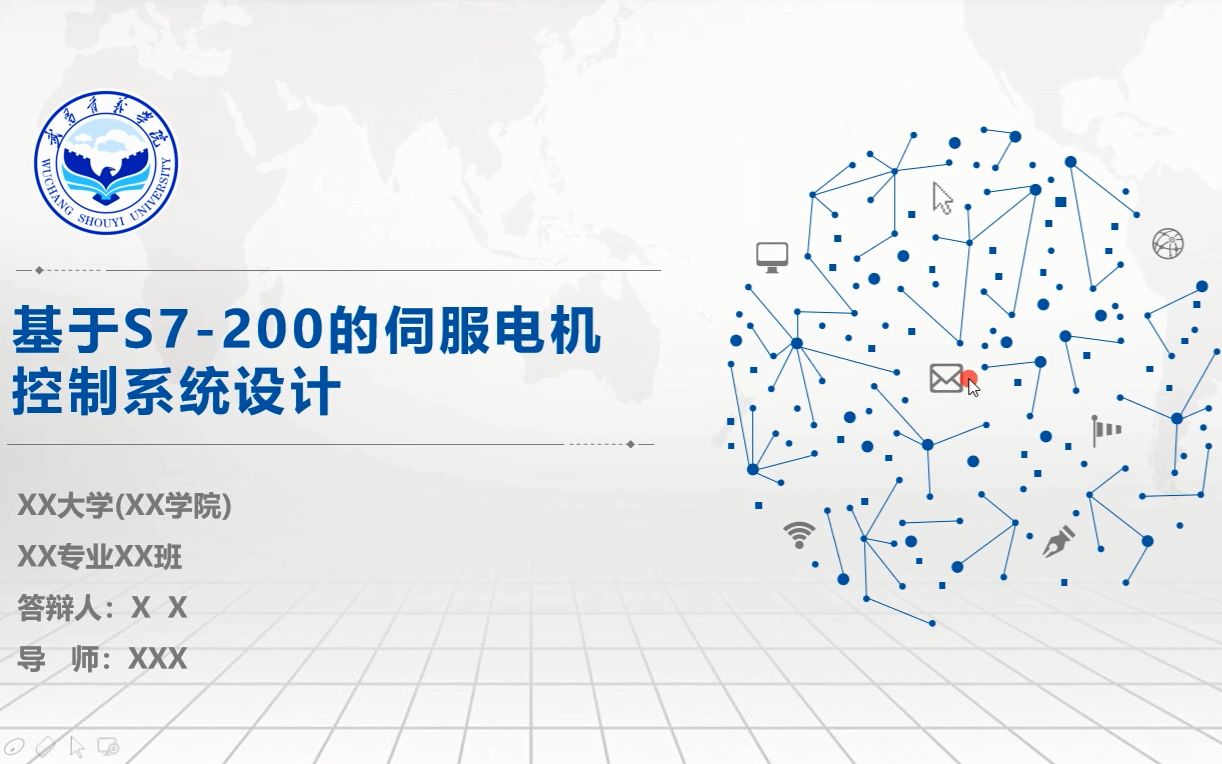 武昌首义学院
WUCHANG SHOUYI UNIVERSITY
基于S7-200的伺服电机
控制系统设计
XX大学(XX学院)
XX专业XX班
答辩人：X X
导 师：XXX